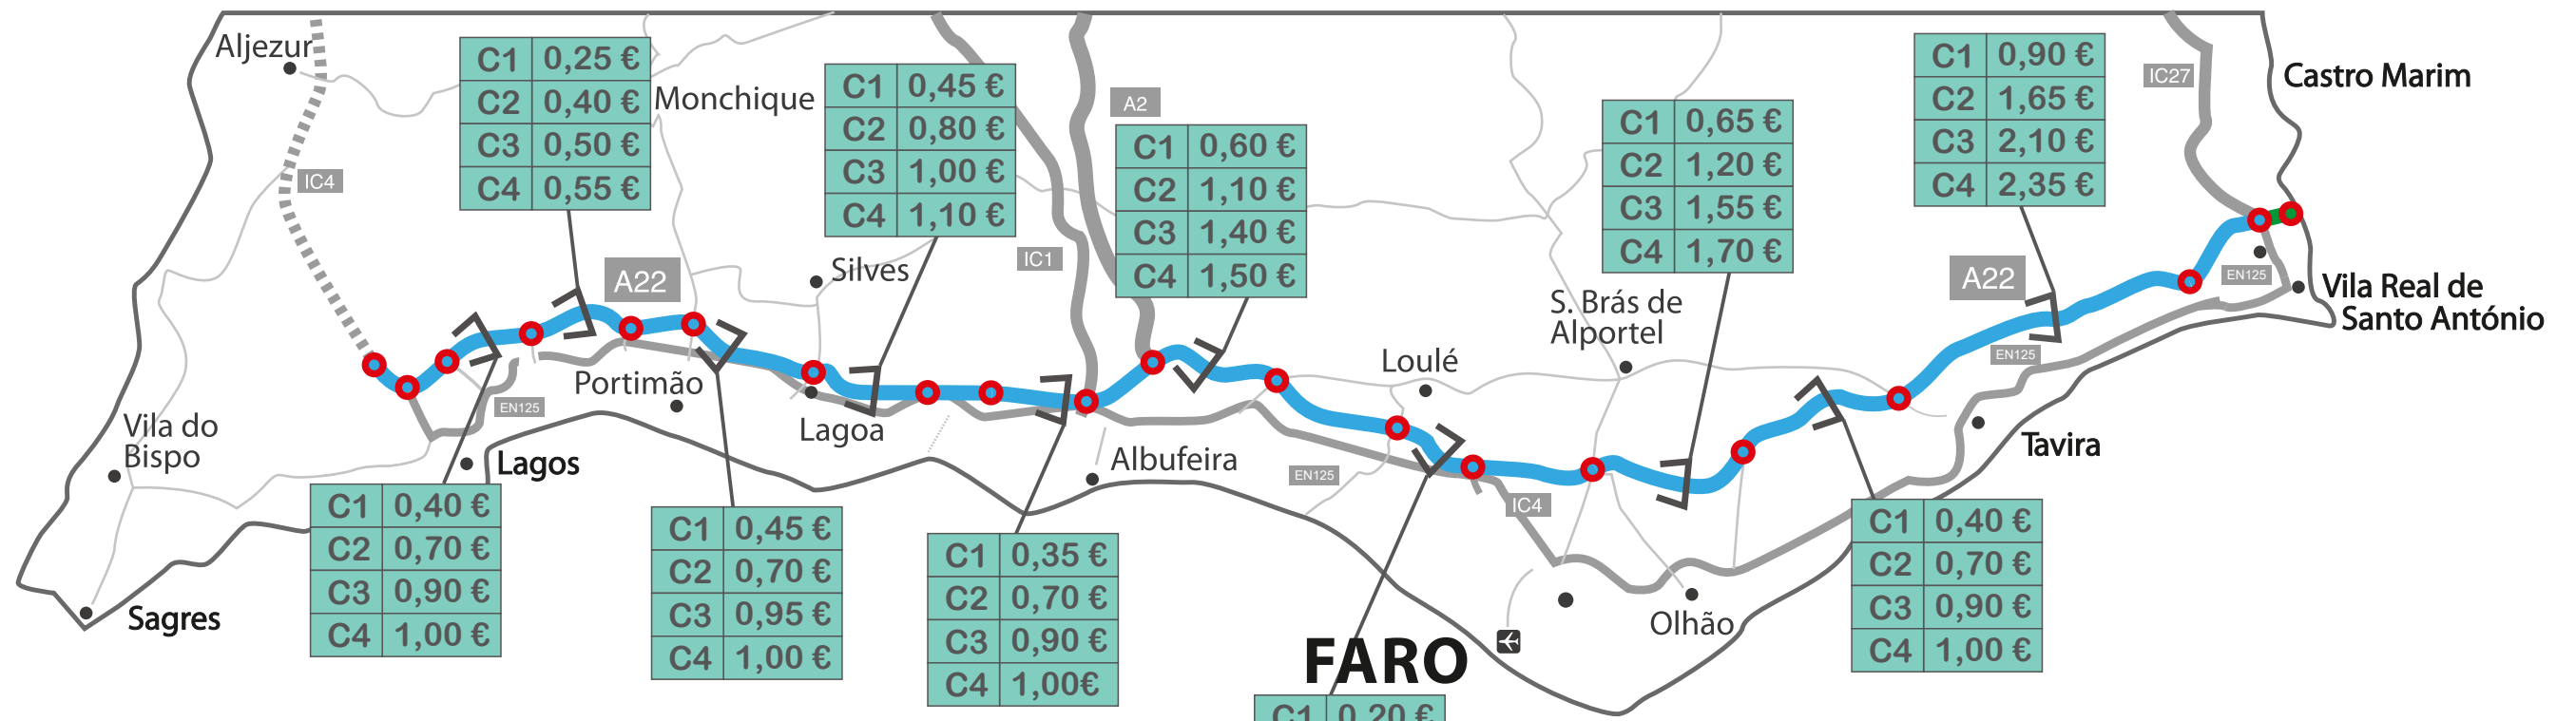 Aljezur
IC4
C1 0,25 €
C2 0,40 €
C3 0,50 €
C4 0,55 €
Monchique
C1 0,45 €
C2 0,80 €
C3 1,00 €
C4 1,10 €
A2
IC1
C1 0,60 €
C2 1,10 €
C3 1,40 €
C4 1,50 €
C1 0,65 €
C2 1,20 €
C3 1,55 €
C4 1,70 €
C1 0,90 €
C2 1,65 €
C3 2,10 €
C4 2,35 €
IC27
Castro Marim
A22
Silves
S. Brás de
Alportel
A22
EN125
Vila Real de
Santo António
EN125
Portimão
EN125
Lagoa
Loulé
Vila do
Bispo
Lagos
Albufeira
EN125
IC4
Tavira
Sagres
C1 0,40 €
C2 0,70 €
C3 0,90 €
C4 1,00 €
C1 0,45 €
C2 0,70 €
C3 0,95 €
C4 1,00 €
C1 0,35 €
C2 0,70 €
C3 0,90 €
C4 1,00€
FARO
Olhão
C1 0,40 €
C2 0,70 €
C3 0,90 €
C4 1,00 €
C1 0,20 €